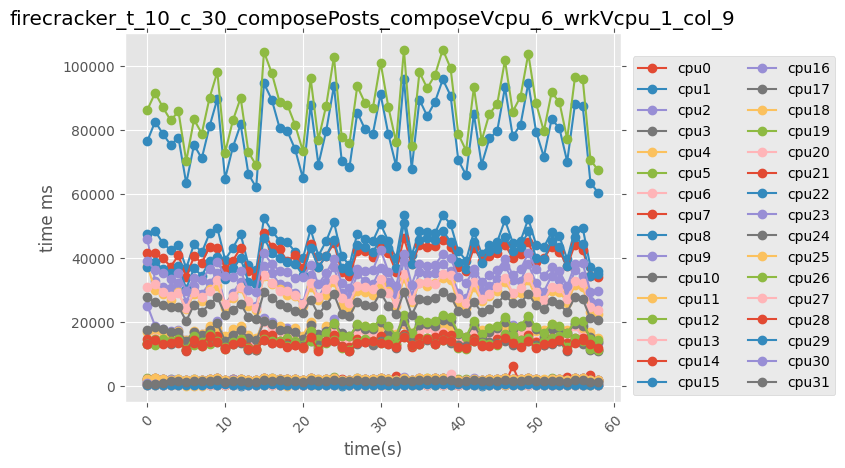 firecracker_t_10_c_30_composePosts_composeVcpu_6_wrkVcpu_1_col_9
time ms
100000
80000
60000
40000
20000
0
0
10
20
30
40
50
60
time(s)
cpu0
cpu1
cpu2
cpu3
cpu4
cpu5
cpu6
cpu7
cpu8
cpu9
cpu10
cpu11
cpu12
cpu13
cpu14
cpu15
cpu16
cpu17
cpu18
cpu19
cpu20
cpu21
cpu22
cpu23
cpu24
cpu25
cpu26
cpu27
cpu28
cpu29
cpu30
cpu31